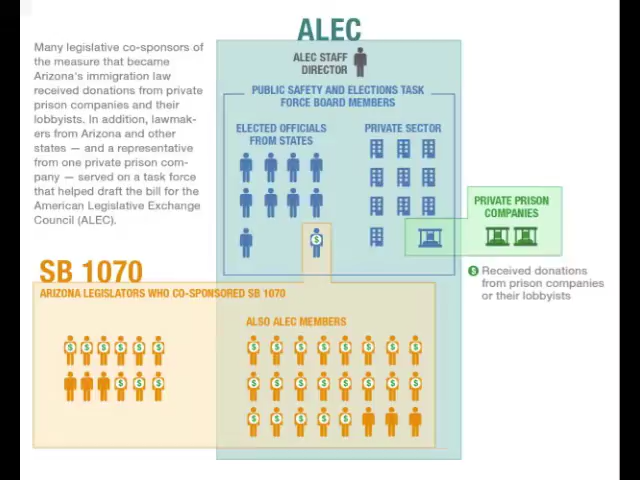 ALEC
Many legislative co-sponsors of
the measure that became
Arizona's immigration law
received donations from private
prison companies and their
lobbyists. In addition, lawmak-
ers from Arizona and other
states — and a representative
from one private prison com-
pany — served on a task force
that helped draft the bill for the
American Legislative Exchange
Council (ALEC).
ALEC STAFF
DIRECTOR
PUBLIC SAFETY AND ELECTIONS TASK
FORCE BOARD MEMBERS
ELECTED OFFICIALS
FROM STATES
PRIVATE SECTOR
PRIVATE PRISON
COMPANIES
$ Received donations
from prison companies
or their lobbyists
SB 1070
ARIZONA LEGISLATORS WHO CO-SPONSORED SB 1070
ALSO ALEC MEMBERS